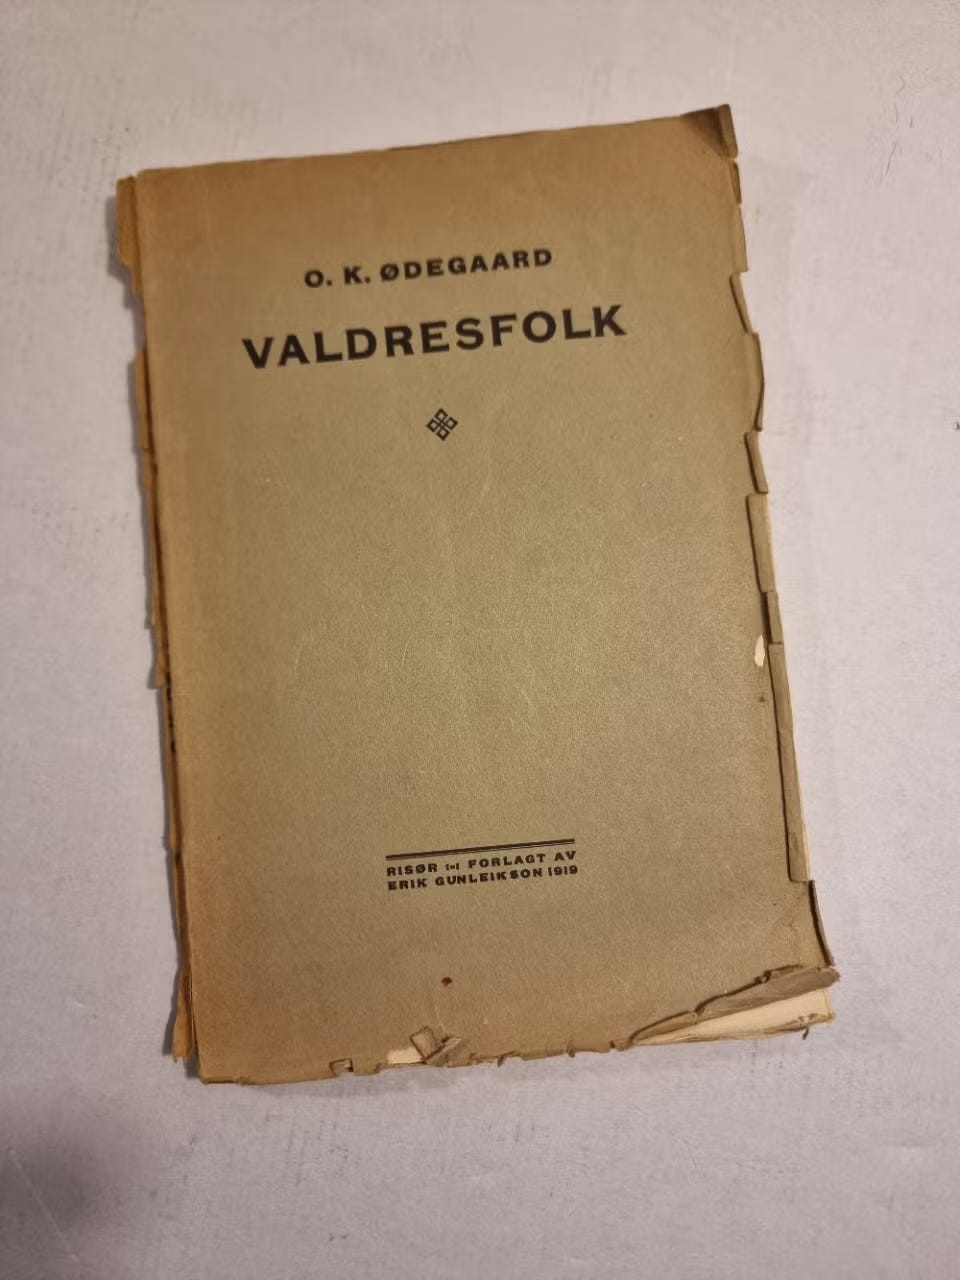 O. K. ØDEGAARD
VALDRESFOLK
RISØR FORLAGT AV
ERIK GUNLEIKSON 1919